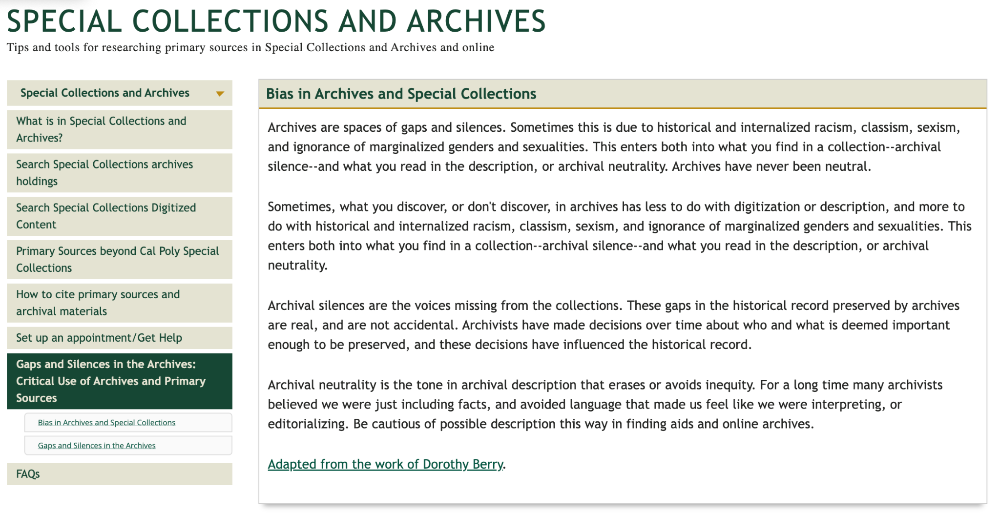 SPECIAL COLLECTIONS AND ARCHIVES
Tips and tools for researching primary sources in Special Collections and Archives and online
Special Collections and Archives
What is in Special Collections and
Archives?
Search Special Collections archives
holdings
Search Special Collections Digitized
Content
Primary Sources beyond Cal Poly Special
Collections
How to cite primary sources and
archival materials
Set up an appointment/Get Help
Gaps and Silences in the Archives:
Critical Use of Archives and Primary
Sources
Bias in Archives and Special Collections
Gaps and Silences in the Archives
FAQs
Bias in Archives and Special Collections
Archives are spaces of gaps and silences. Sometimes this is due to historical and internalized racism, classism, sexism,
and ignorance of marginalized genders and sexualities. This enters both into what you find in a collection--archival
silence--and what you read in the description, or archival neutrality. Archives have never been neutral.
Sometimes, what you discover, or don't discover, in archives has less to do with digitization or description, and more to
do with historical and internalized racism, classism, sexism, and ignorance of marginalized genders and sexualities. This
enters both into what you find in a collection--archival silence--and what you read in the description, or archival
neutrality.
Archival silences are the voices missing from the collections. These gaps in the historical record preserved by archives
are real, and are not accidental. Archivists have made decisions over time about who and what is deemed important
enough to be preserved, and these decisions have influenced the historical record.
Archival neutrality is the tone in archival description that erases or avoids inequity. For a long time many archivists
believed we were just including facts, and avoided language that made us feel like we were interpreting, or
editorializing. Be cautious of possible description this way in finding aids and online archives.
Adapted from the work of Dorothy Berry.